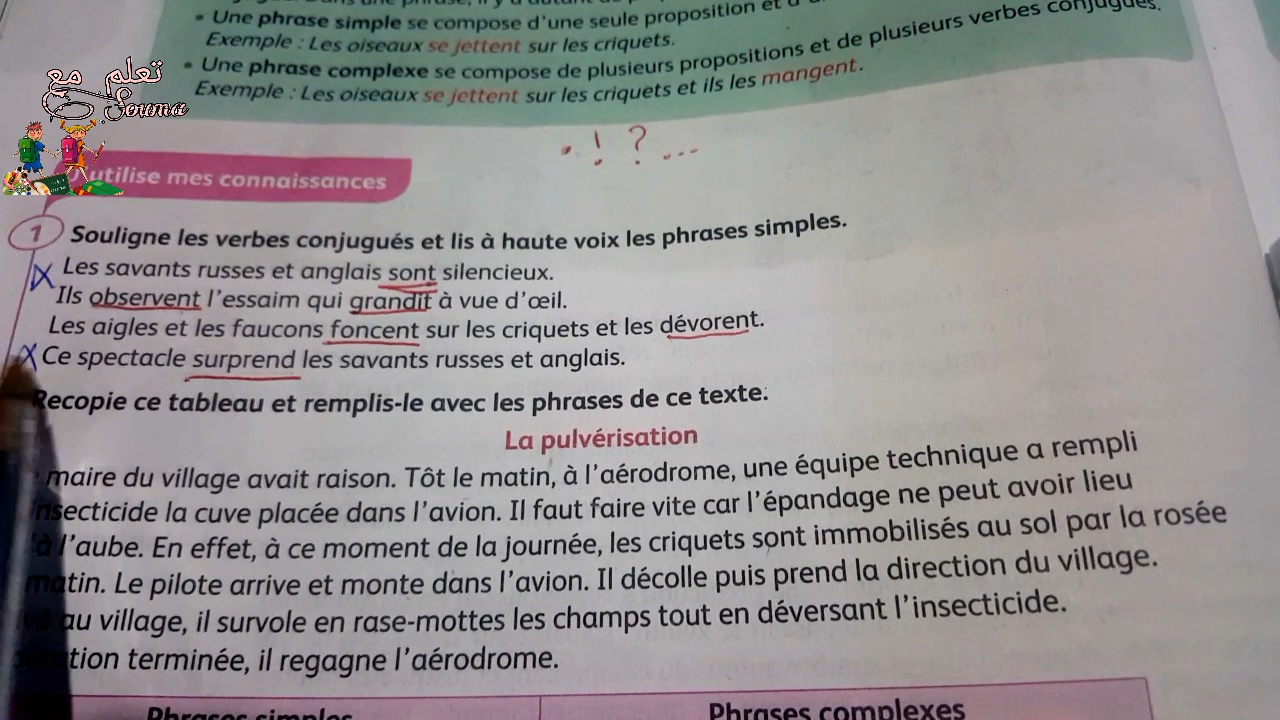 • Une phrase simple se compose d'une seule proposition et
Exemple : Les oiseaux se jettent sur les criquets.
• Une phrase complexe se compose de plusieurs propositions et de plusieurs verbes conjugués.
Exemple : Les oiseaux se jettent sur les criquets et ils les mangent.
تعلم مع
Souma
. ! ? ...
utilise mes connaissances
1 Souligne les verbes conjugués et lis à haute voix les phrases simples.
X Les savants russes et anglais sont silencieux.
Ils observent l'essaim qui grandit à vue d'œil.
Les aigles et les faucons foncent sur les criquets et les dévorent.
X Ce spectacle surprend les savants russes et anglais.
Recopie ce tableau et remplis-le avec les phrases de ce texte:
La pulvérisation
maire du village avait raison. Tôt le matin, à l'aérodrome, une équipe technique a rempli
insecticide la cuve placée dans l'avion. Il faut faire vite car l'épandage ne peut avoir lieu
à l'aube. En effet, à ce moment de la journée, les criquets sont immobilisés au sol par la rosée
matin. Le pilote arrive et monte dans l'avion. Il décolle puis prend la direction du village.
au village, il survole en rase-mottes les champs tout en déversant l'insecticide.
tion terminée, il regagne l'aérodrome.
Phrases simples Phrases complexes